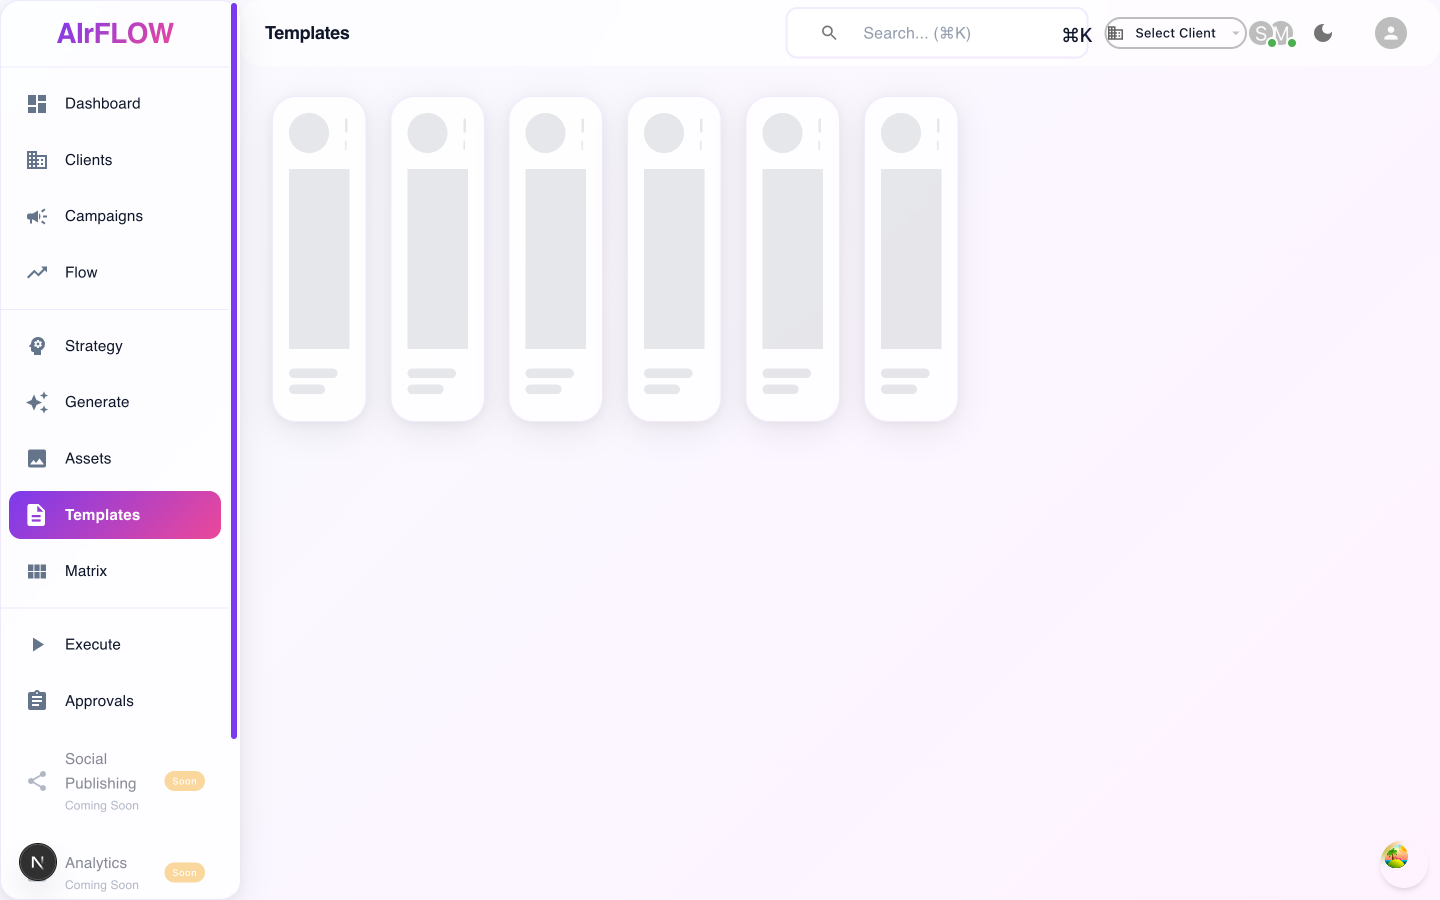 AIrFLOW
Templates
Search... (⌘K)
⌘K
Select Client
S
M
Dashboard
Clients
Campaigns
Flow
Strategy
Generate
Assets
Templates
Matrix
Execute
Approvals
Social
Publishing
Coming Soon
Soon
N
Analytics
Coming Soon
Soon